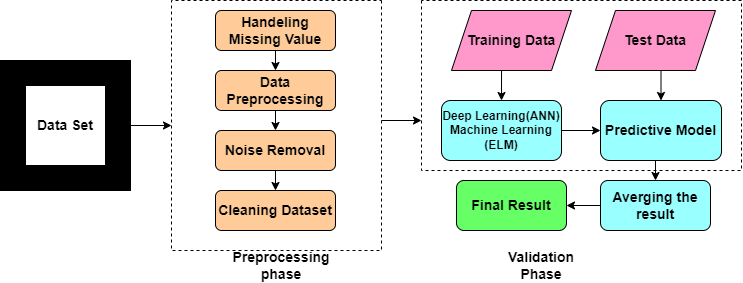 Handeling
Missing Value
Data
Preprocessing
Noise Removal
Cleaning Dataset
Data Set
Preprocessing
phase
Training Data
Test Data
Deep Learning(ANN)
Machine Learning
(ELM)
Predictive Model
Averging the
result
Final Result
Validation
Phase